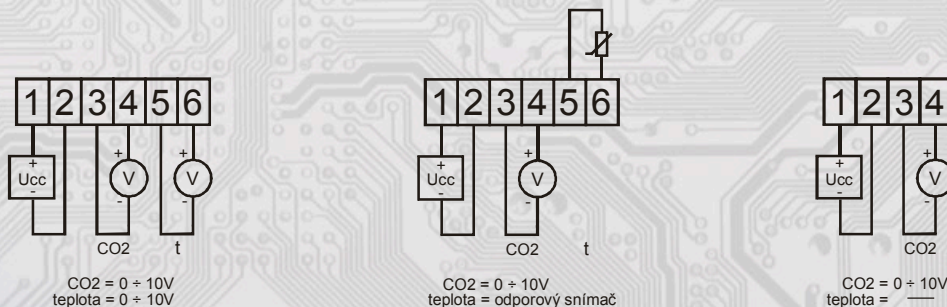 1 2 3 4 5 6
+
Ucc
-
+
V
-
+
V
-
CO2 t
CO2 = 0 ÷ 10V
teplota = 0 ÷ 10V
1 2 3 4 5 6
+
Ucc
-
+
V
-
CO2 t
CO2 = 0 ÷ 10V
teplota = odporový snímač
1 2 3 4
+
Ucc
-
+
V
-
CO2
CO2 = 0 ÷ 10V
teplota = —